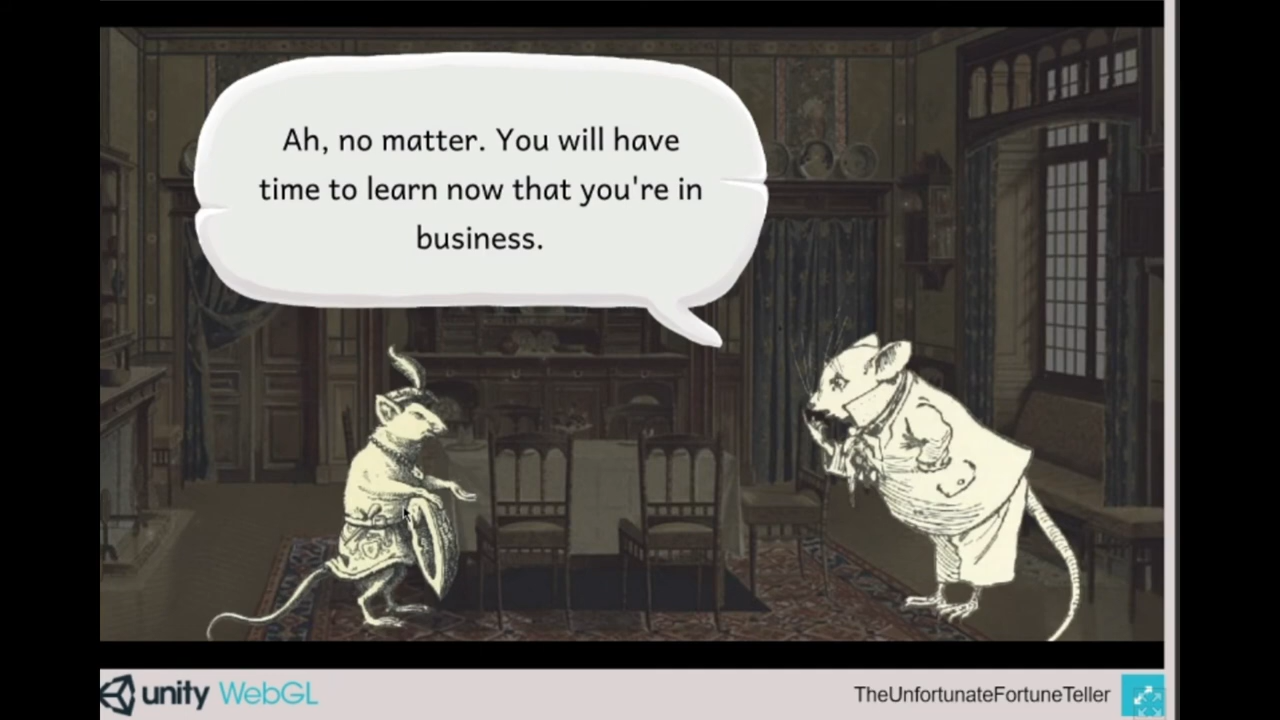 Ah, no matter. You will have
time to learn now that you're in
business.
unity WebGL
TheUnfortunateFortuneTeller